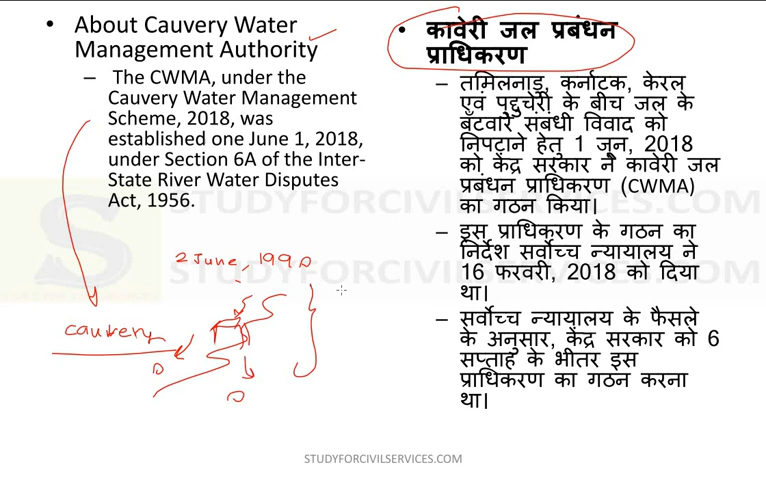 • About Cauvery Water
Management Authority
– The CWMA, under the
Cauvery Water Management
Scheme, 2018, was
established one June 1, 2018,
under Section 6A of the Inter-
State River Water Disputes
Act, 1956.
2 June, 1990
cauvery
• कावेरी जल प्रबंधन
प्राधिकरण
– तमिलनाडु, कर्नाटक, केरल
एवं पुद्दुचेरी के बीच जल के
बँटवारे संबंधी विवाद को
निपटाने हेतु 1 जून, 2018
को केंद्र सरकार ने कावेरी जल
प्रबंधन प्राधिकरण (CWMA)
का गठन किया।
– इस प्राधिकरण के गठन का
निर्देश सर्वोच्च न्यायालय ने
16 फरवरी, 2018 को दिया
था।
– सर्वोच्च न्यायालय के फैसले
के अनुसार, केंद्र सरकार को 6
सप्ताह के भीतर इस
प्राधिकरण का गठन करना
था।
STUDYFORCIVILSERVICES.COM
STUDYFORCIVILSERVICES.COM
STUDYFORCIVILSERVICES.COM